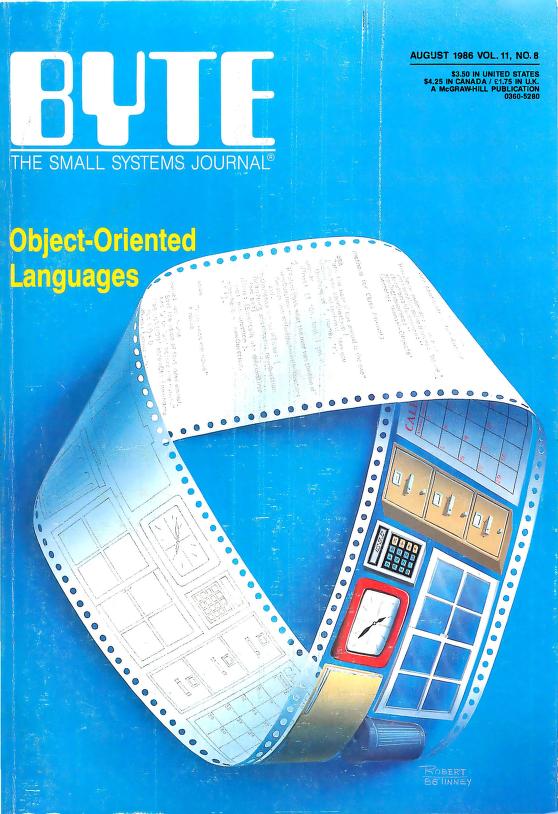 BYTE
THE SMALL SYSTEMS JOURNAL®
AUGUST 1986 VOL. 11, NO. 8
$3.50 IN UNITED STATES
$4.25 IN CANADA / £1.75 IN U.K.
A McGRAW-HILL PUBLICATION
0360-5280
Object-Oriented
Languages
ROBERT
TINNEY